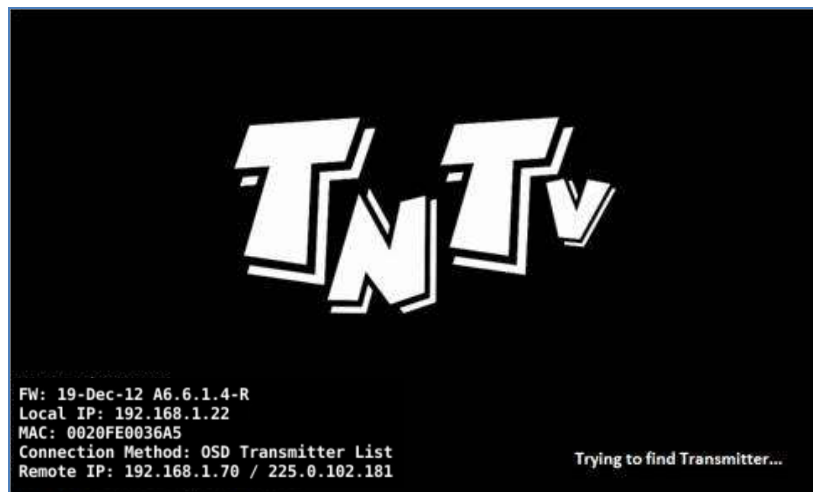 TNTV
FW: 19-Dec-12 A6.6.1.4-R
Local IP: 192.168.1.22
MAC: 0020FE0036A5
Connection Method: OSD Transmitter List
Remote IP: 192.168.1.70 / 225.0.102.181
Trying to find Transmitter...